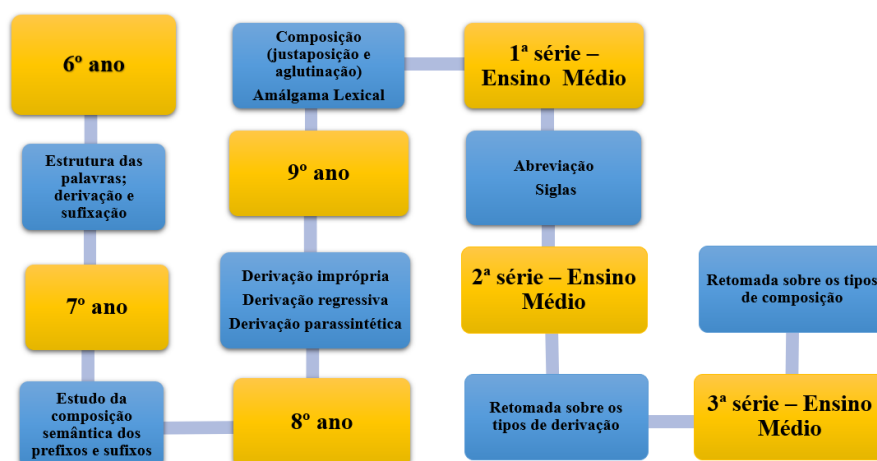 6º ano
Estrutura das
palavras;
derivação e
sufixação
7º ano
Estudo da
composição
semântica dos
prefixos e sufixos
8º ano
Derivação imprópria
Derivação regressiva
Derivação parassintética
9º ano
Composição
(justaposição e
aglutinação)
Amálgama Lexical
1ª série –
Ensino Médio
Abreviação
Siglas
2ª série – Ensino
Médio
Retomada sobre os
tipos de derivação
3ª série – Ensino
Médio
Retomada sobre os tipos
de composição